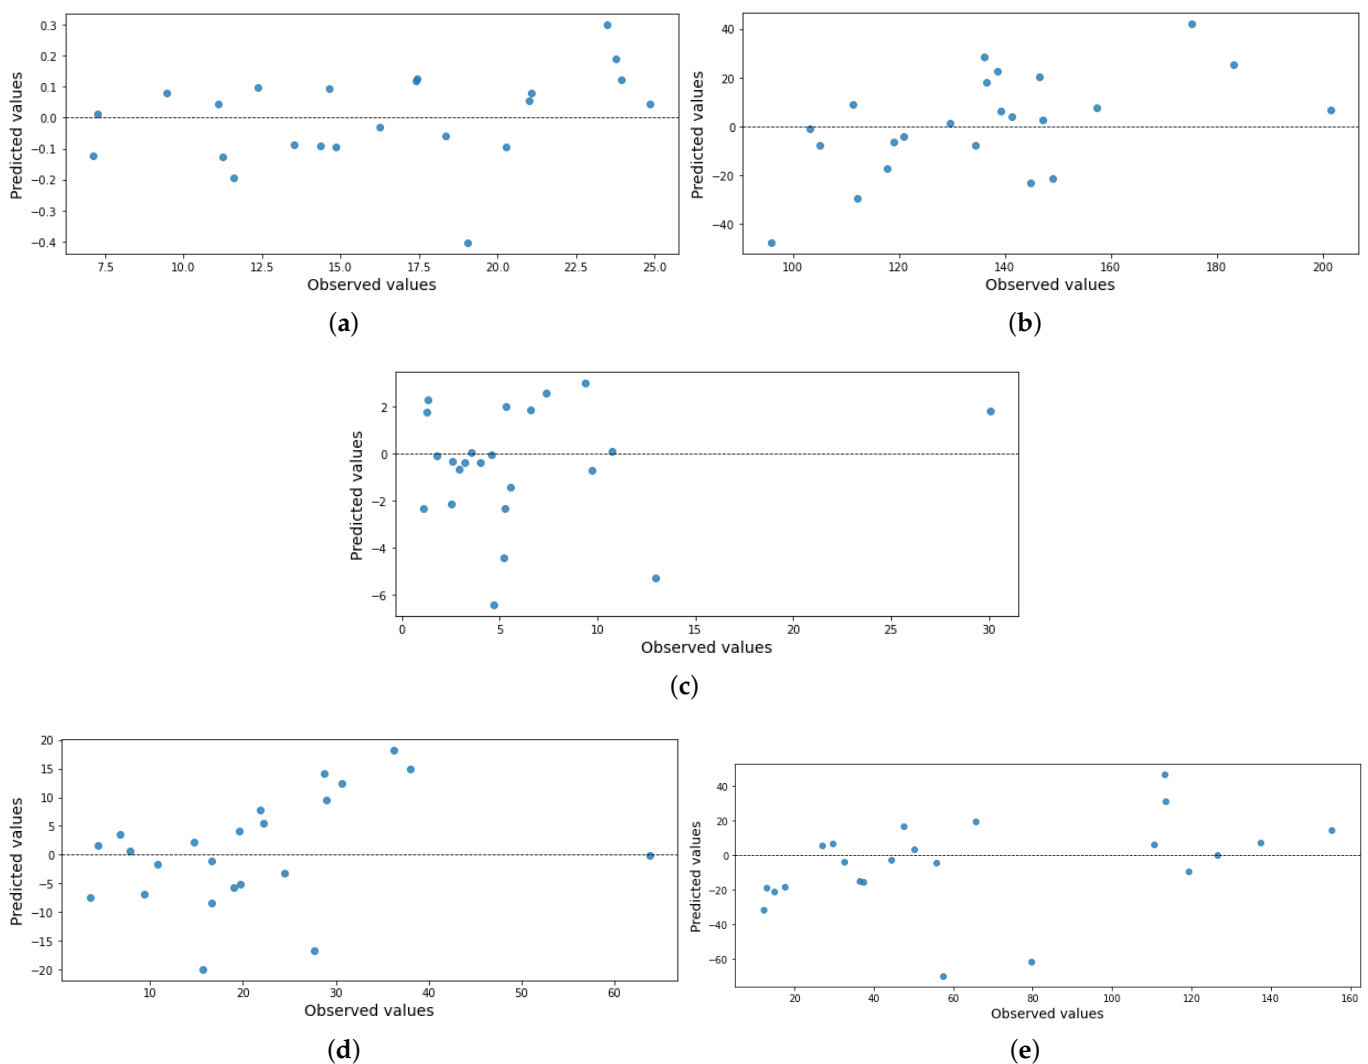 0.3
0.2
0.1
0.0
−0.1
−0.2
−0.3
−0.4
Predicted values
7.5 10.0 12.5 15.0 17.5 20.0 22.5 25.0
Observed values
(a)
40
20
0
−20
−40
Predicted values
100 120 140 160 180 200
Observed values
(b)
2
0
−2
−4
−6
Predicted values
0 5 10 15 20 25 30
Observed values
(c)
20
15
10
5
0
−5
−10
−15
−20
Predicted values
10 20 30 40 50 60
Observed values
(d)
40
20
0
−20
−40
−60
Predicted values
20 40 60 80 100 120 140 160
Observed values
(e)